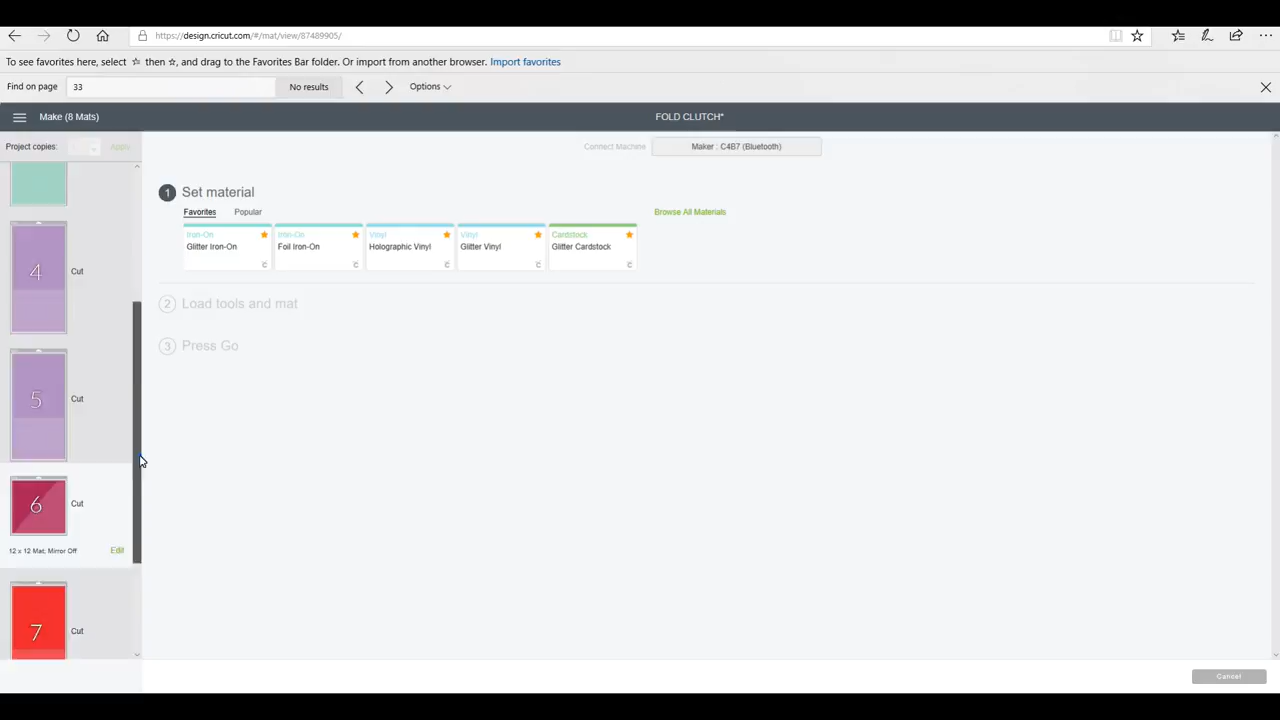 https://design.cricut.com/#/mat/view/87489905/
To see favorites here, select ☆ then ☆, and drag to the Favorites Bar folder. Or import from another browser. Import favorites
Find on page 33 No results Options
Make (8 Mats) FOLD CLUTCH*
Project copies: Apply
Connect Machine Maker : C4B7 (Bluetooth)
1 Set material
Favorites Popular Browse All Materials
Iron-On Iron-On Vinyl Vinyl Cardstock
Glitter Iron-On Foil Iron-On Holographic Vinyl Glitter Vinyl Glitter Cardstock
C C C C C
2 Load tools and mat
3 Press Go
4 Cut
5 Cut
6 Cut
12 x 12 Mat, Mirror Off Edit
7 Cut
Cancel